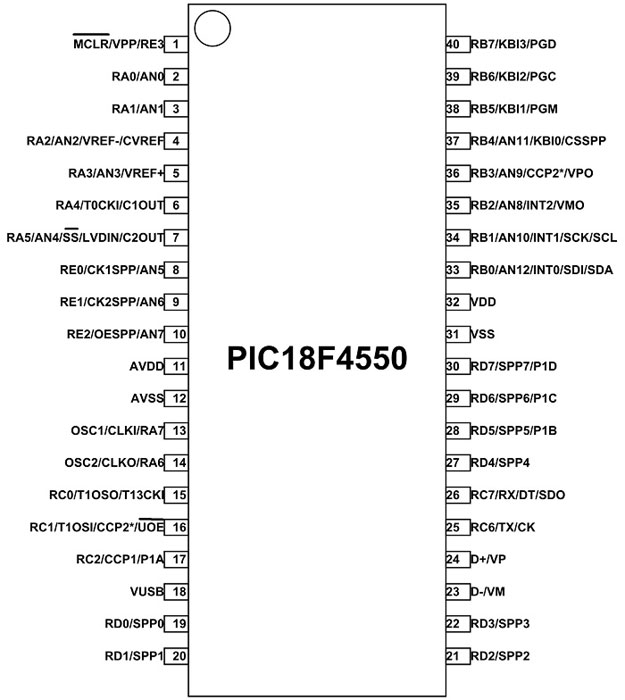 MCLR/VPP/RE3 1
RA0/AN0 2
RA1/AN1 3
RA2/AN2/VREF-/CVREF 4
RA3/AN3/VREF+ 5
RA4/T0CKI/C1OUT 6
RA5/AN4/SS/LVDIN/C2OUT 7
RE0/CK1SPP/AN5 8
RE1/CK2SPP/AN6 9
RE2/OESPP/AN7 10
AVDD 11
AVSS 12
OSC1/CLKI/RA7 13
OSC2/CLKO/RA6 14
RC0/T1OSO/T13CKI 15
RC1/T1OSI/CCP2*/UOE 16
RC2/CCP1/P1A 17
VUSB 18
RD0/SPP0 19
RD1/SPP1 20
PIC18F4550
40 RB7/KBI3/PGD
39 RB6/KBI2/PGC
38 RB5/KBI1/PGM
37 RB4/AN11/KBI0/CSSPP
36 RB3/AN9/CCP2*/VPO
35 RB2/AN8/INT2/VMO
34 RB1/AN10/INT1/SCK/SCL
33 RB0/AN12/INT0/SDI/SDA
32 VDD
31 VSS
30 RD7/SPP7/P1D
29 RD6/SPP6/P1C
28 RD5/SPP5/P1B
27 RD4/SPP4
26 RC7/RX/DT/SDO
25 RC6/TX/CK
24 D+/VP
23 D-/VM
22 RD3/SPP3
21 RD2/SPP2